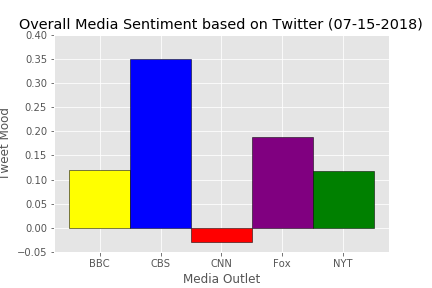 Overall Media Sentiment based on Twitter (07-15-2018)
Tweet Mood
0.40
0.35
0.30
0.25
0.20
0.15
0.10
0.05
0.00
−0.05
BBC CBS CNN Fox NYT
Media Outlet